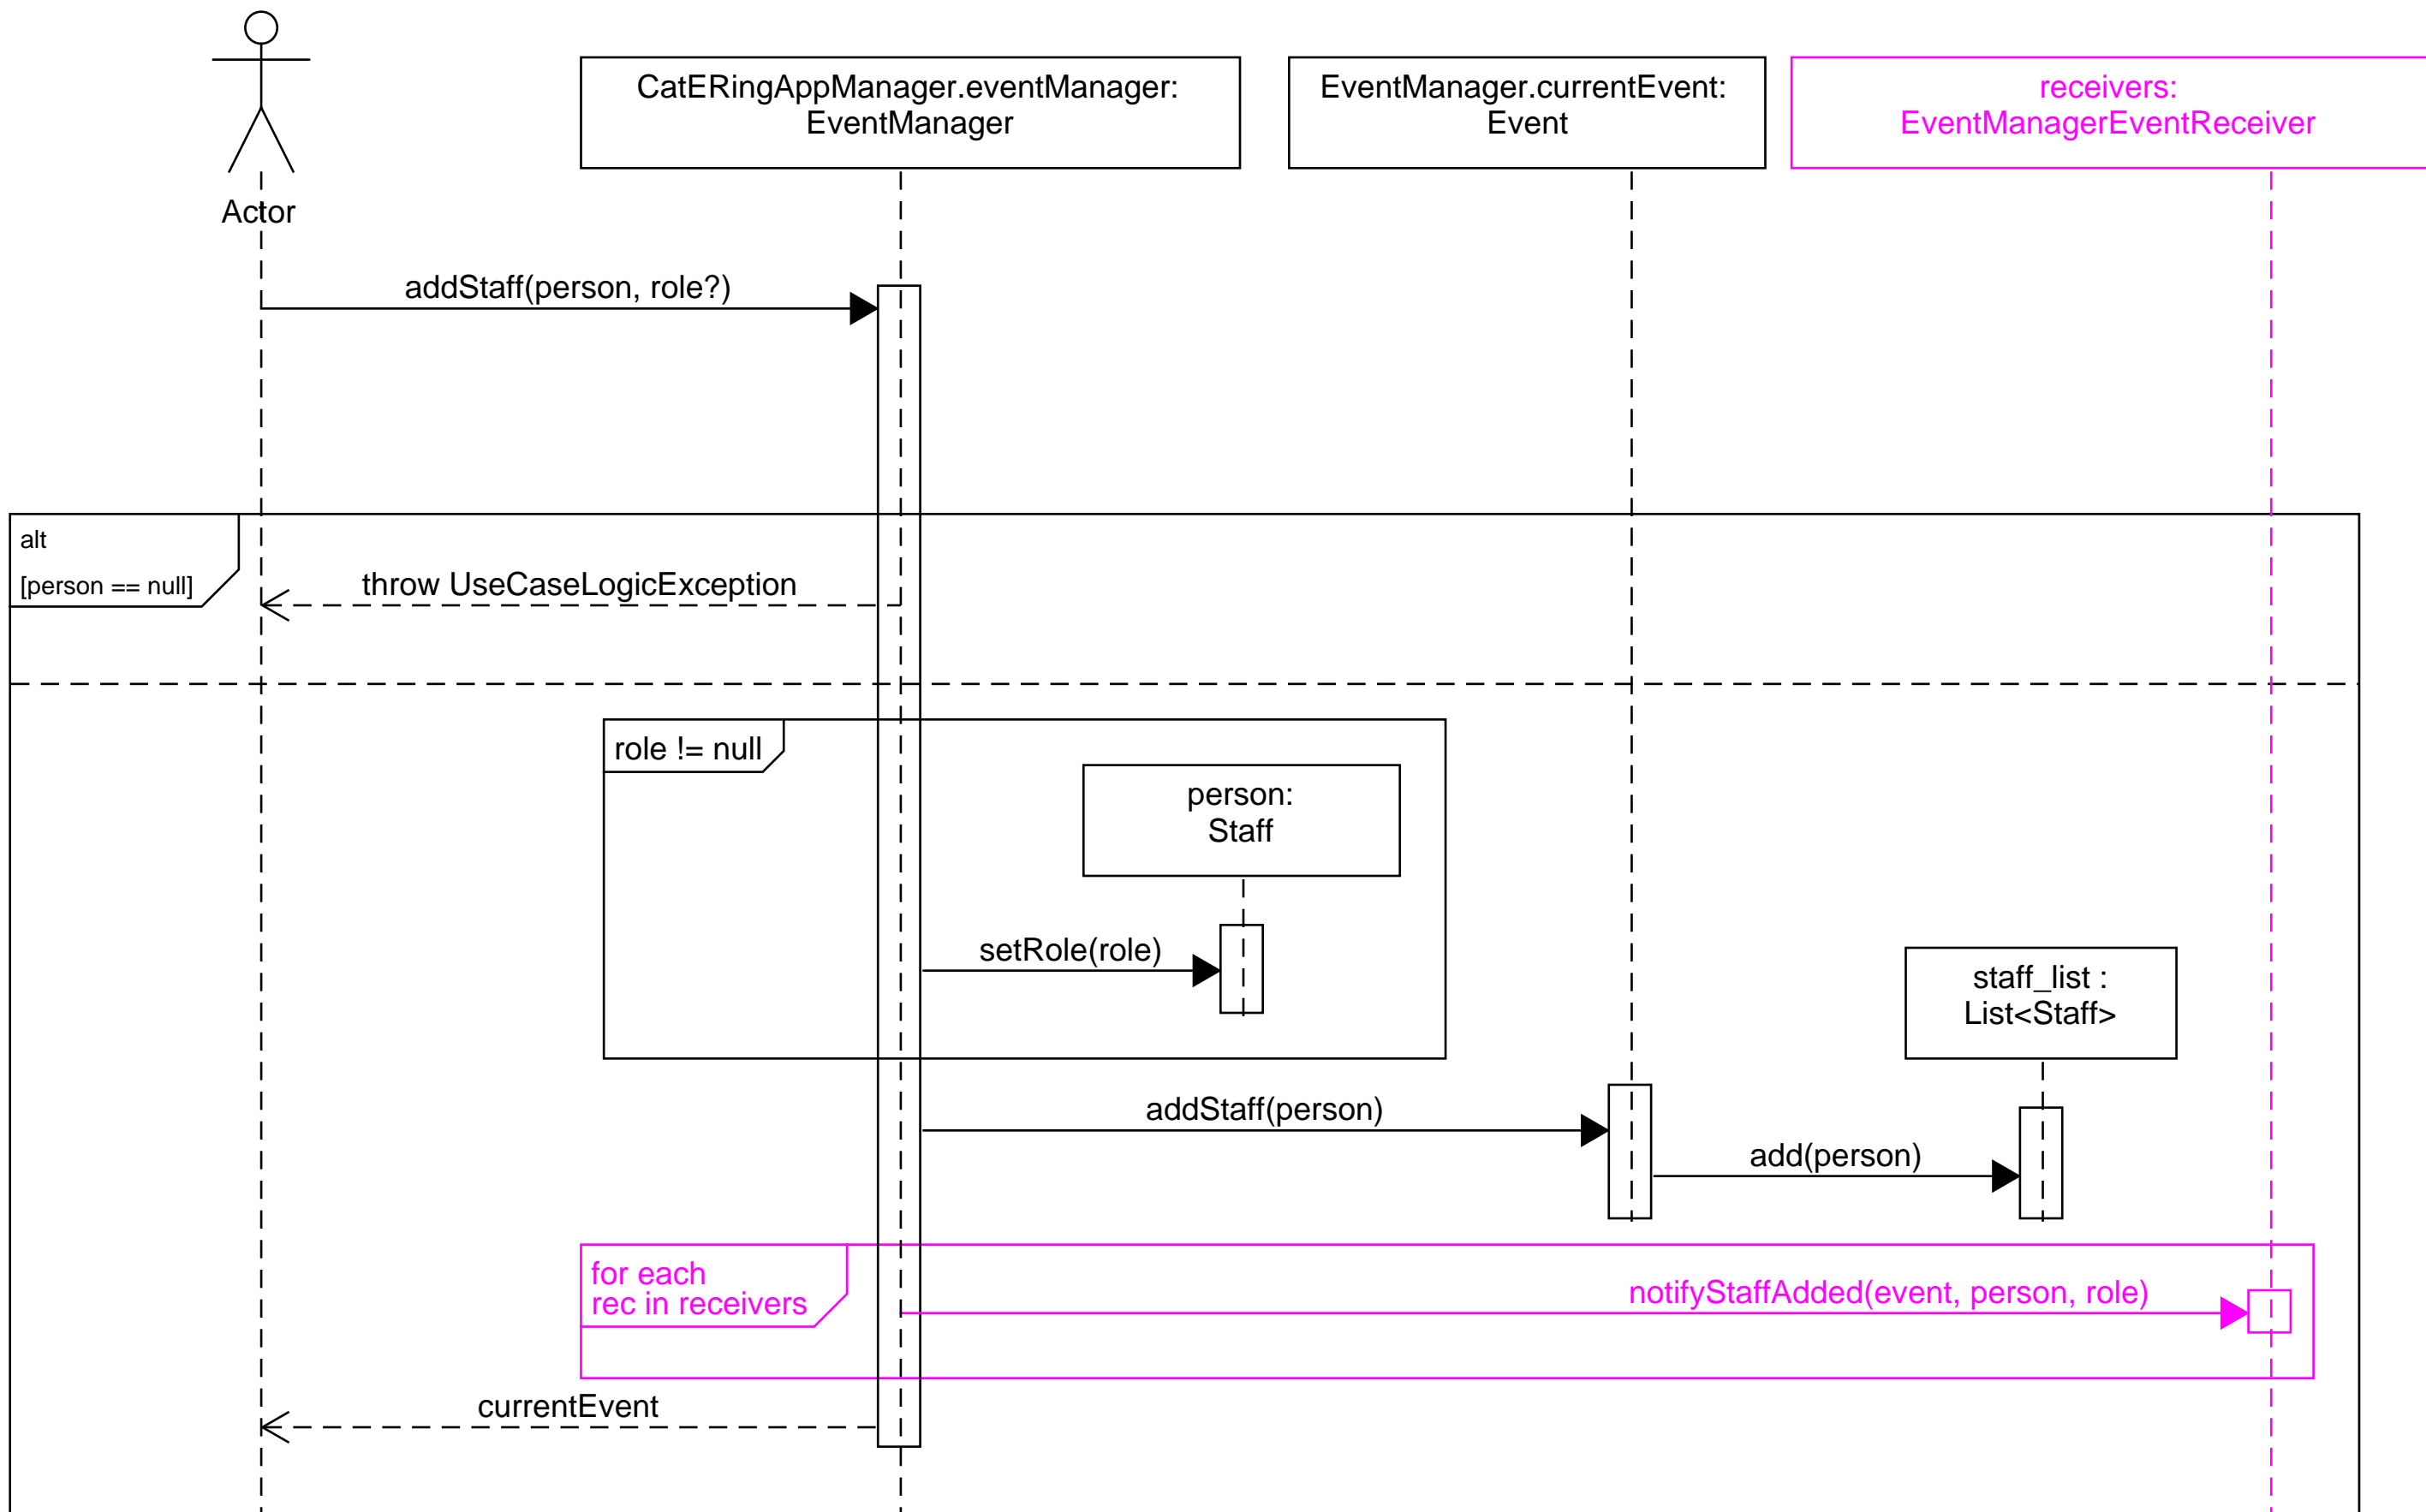 CatERingAppManager.eventManager:
EventManager
EventManager.currentEvent:
Event
receivers:
EventManagerEventReceiver
Actor
addStaff(person, role?)
alt
[person == null]
throw UseCaseLogicException
role != null
person:
Staff
setRole(role)
staff_list :
List<Staff>
addStaff(person)
add(person)
for each
rec in receivers
notifyStaffAdded(event, person, role)
currentEvent